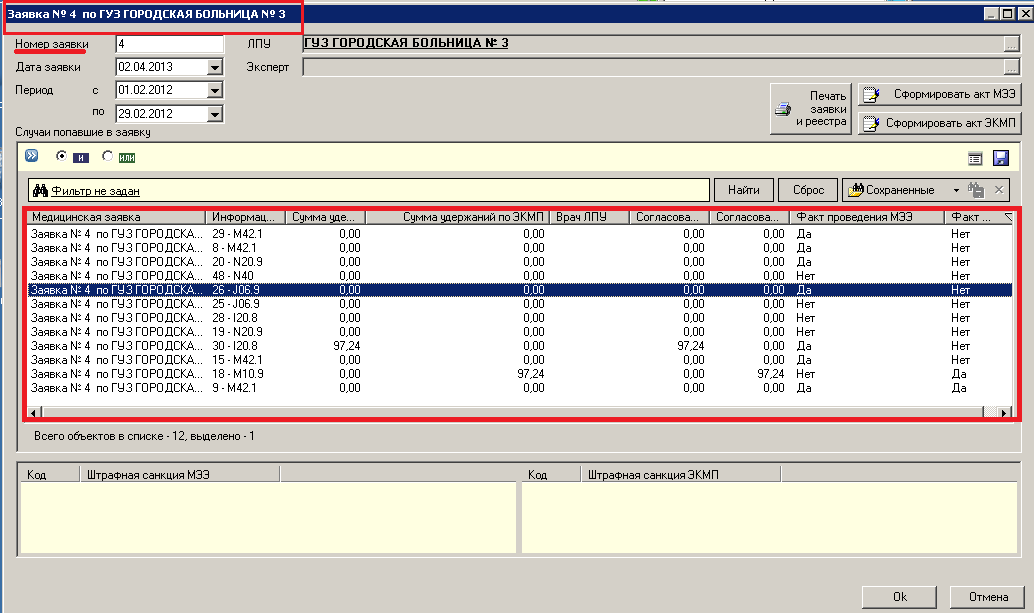 Заявка № 4 по ГУЗ ГОРОДСКАЯ БОЛЬНИЦА № 3
Номер заявки 4 ЛПУ ГУЗ ГОРОДСКАЯ БОЛЬНИЦА № 3 ...
Дата заявки 02.04.2013 Эксперт ...
Период с 01.02.2012
по 29.02.2012
Печать заявки и реестра
Сформировать акт МЭЭ
Сформировать акт ЭКМП
Случаи попавшие в заявку
и или
Фильтр не задан Найти Сброс Сохраненные
Медицинская заявка Информац... Сумма уде... Сумма удержаний по ЭКМП Врач ЛПУ Согласова... Согласова... Факт проведения МЭЭ Факт ...
Заявка № 4 по ГУЗ ГОРОДСКА... 29 - M42.1 0,00 0,00 0,00 0,00 Да Нет
Заявка № 4 по ГУЗ ГОРОДСКА... 8 - M42.1 0,00 0,00 0,00 0,00 Да Нет
Заявка № 4 по ГУЗ ГОРОДСКА... 20 - N20.9 0,00 0,00 0,00 0,00 Да Нет
Заявка № 4 по ГУЗ ГОРОДСКА... 48 - N40 0,00 0,00 0,00 0,00 Нет Нет
Заявка № 4 по ГУЗ ГОРОДСКА... 26 - J06.9 0,00 0,00 0,00 0,00 Да Нет
Заявка № 4 по ГУЗ ГОРОДСКА... 25 - J06.9 0,00 0,00 0,00 0,00 Нет Нет
Заявка № 4 по ГУЗ ГОРОДСКА... 28 - I20.8 0,00 0,00 0,00 0,00 Нет Нет
Заявка № 4 по ГУЗ ГОРОДСКА... 19 - N20.9 0,00 0,00 0,00 0,00 Нет Нет
Заявка № 4 по ГУЗ ГОРОДСКА... 30 - I20.8 97,24 0,00 97,24 0,00 Да Нет
Заявка № 4 по ГУЗ ГОРОДСКА... 15 - M42.1 0,00 0,00 0,00 0,00 Да Нет
Заявка № 4 по ГУЗ ГОРОДСКА... 18 - M10.9 0,00 97,24 0,00 97,24 Нет Да
Заявка № 4 по ГУЗ ГОРОДСКА... 9 - M42.1 0,00 0,00 0,00 0,00 Да Да
Всего объектов в списке - 12, выделено - 1
Код Штрафная санкция МЭЭ Код Штрафная санкция ЭКМП
Ok Отмена